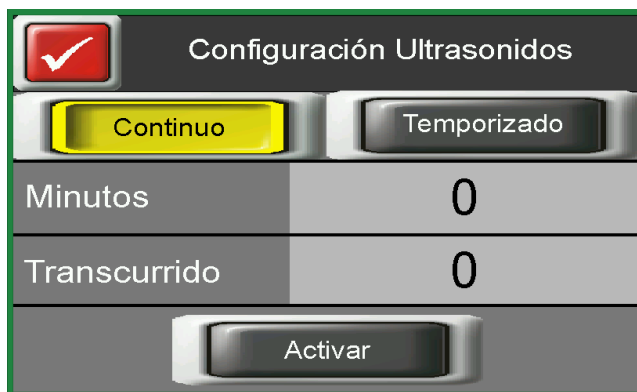 Configuración Ultrasonidos
Continuo Temporizado
Minutos 0
Transcurrido 0
Activar